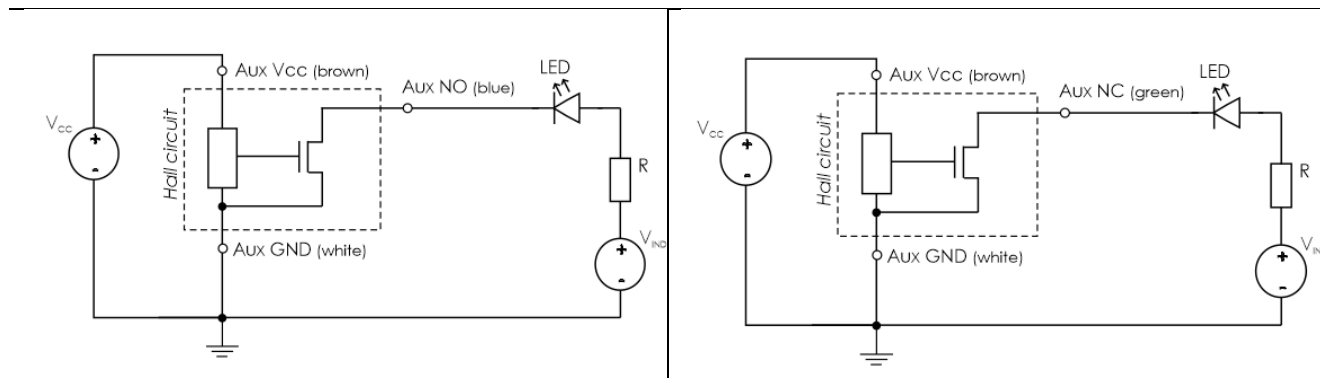 Aux Vcc (brown)
LED
Aux NO (blue)
Vcc
+
-
Hall circuit
R
VIND
+
-
Aux GND (white)
Aux Vcc (brown)
LED
Aux NC (green)
Vcc
+
-
Hall circuit
R
VIN
+
-
Aux GND (white)